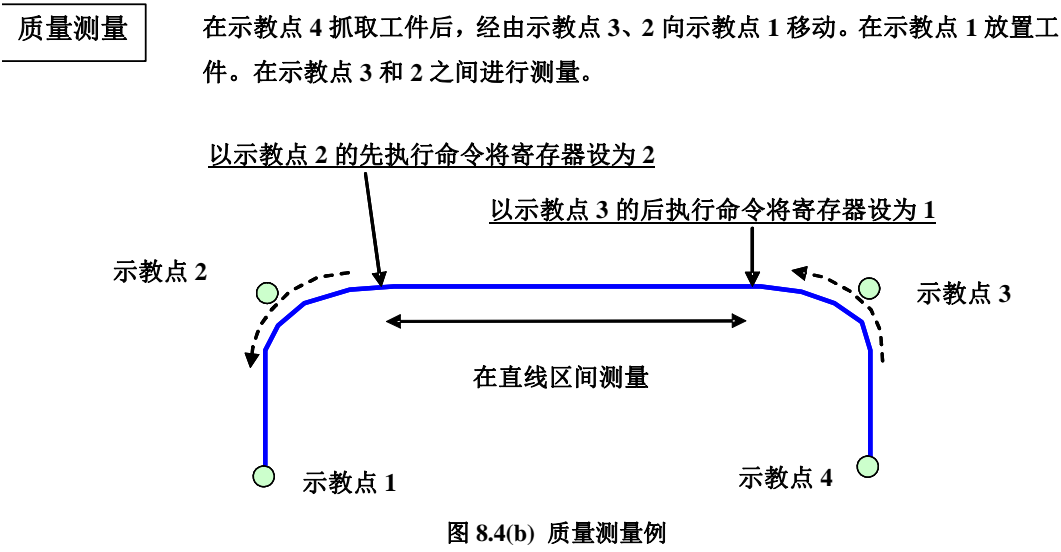 质量测量
在示教点 4 抓取工件后，经由示教点 3、2 向示教点 1 移动。在示教点 1 放置工
件。在示教点 3 和 2 之间进行测量。
以示教点 2 的先执行命令将寄存器设为 2
以示教点 3 的后执行命令将寄存器设为 1
示教点 2
示教点 3
在直线区间测量
示教点 1
示教点 4
图 8.4(b) 质量测量例